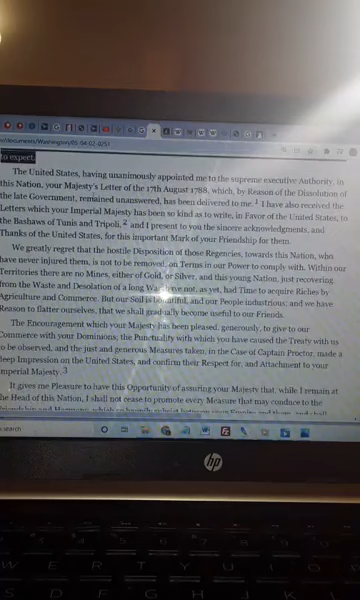 v/documents/Washington/05-04-02-0251
to expect.
The United States, having unanimously appointed me to the supreme executive Authority, in
this Nation, your Majesty's Letter of the 17th August 1788, which, by Reason of the Dissolution of
the late Government, remained unanswered, has been delivered to me.1 I have also received the
Letters which your Imperial Majesty has been so kind as to write, in Favor of the United States, to
the Bashaws of Tunis and Tripoli,2 and I present to you the sincere acknowledgments, and
Thanks of the United States, for this important Mark of your Friendship for them.
We greatly regret that the hostile Disposition of those Regencies, towards this Nation, who
have never injured them, is not to be removed, on Terms in our Power to comply with. Within our
Territories there are no Mines, either of Gold, or Silver, and this young Nation, just recovering
from the Waste and Desolation of a long War, have not, as yet, had Time to acquire Riches by
Agriculture and Commerce. But our Soil is bountiful, and our People industrious; and we have
Reason to flatter ourselves, that we shall gradually become useful to our Friends.
The Encouragement which your Majesty has been pleased, generously, to give to our
Commerce with your Dominions; the Punctuality with which you have caused the Treaty with us
to be observed, and the just and generous Measures taken, in the Case of Captain Proctor, made a
deep Impression on the United States, and confirm their Respect for, and Attachment to your
Imperial Majesty.3
It gives me Pleasure to have this Opportunity of assuring your Majesty that, while I remain at
the Head of this Nation, I shall not cease to promote every Measure that may conduce to the
search
hp
W E R T Y U I O P
S D F G H J K L